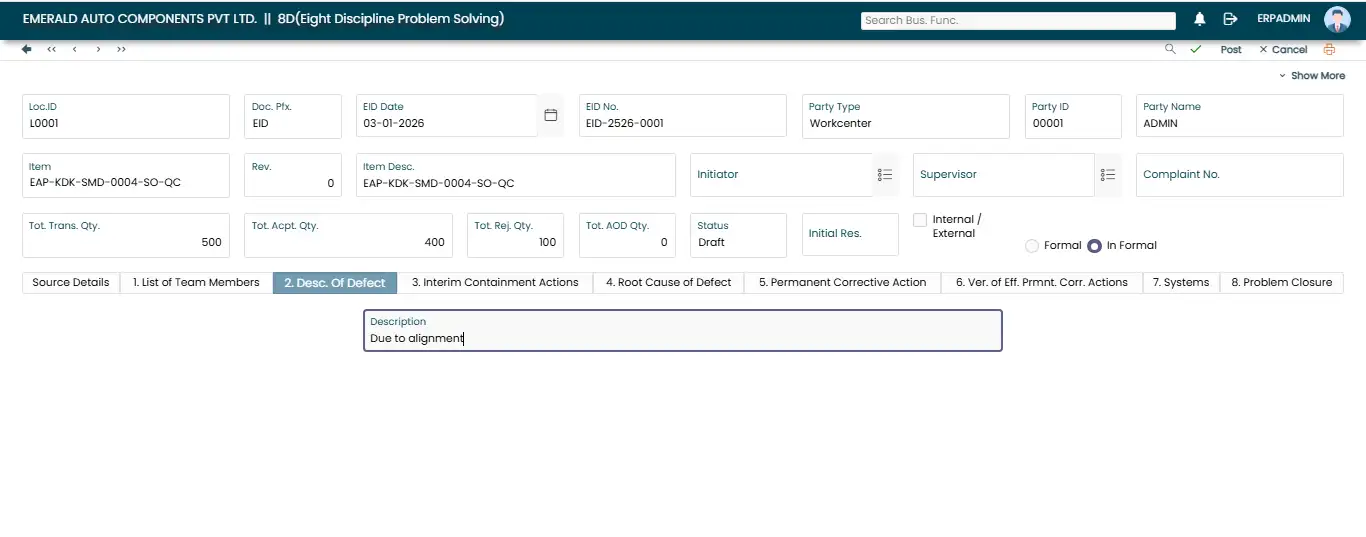 EMERALD AUTO COMPONENTS PVT LTD. || 8D(Eight Discipline Problem Solving)
Search Bus. Func.
ERPADMIN
<< < > >>
Post
× Cancel
Show More
Loc.ID
L0001
Doc. Pfx.
EID
EID Date
03-01-2026
EID No.
EID-2526-0001
Party Type
Workcenter
Party ID
00001
Party Name
ADMIN
Item
EAP-KDK-SMD-0004-SO-QC
Rev.
0
Item Desc.
EAP-KDK-SMD-0004-SO-QC
Initiator
Supervisor
Complaint No.
Tot. Trans. Qty.
500
Tot. Acpt. Qty.
400
Tot. Rej. Qty.
100
Tot. AOD Qty.
0
Status
Draft
Initial Res.
Internal /
External
Formal
In Formal
Source Details
1. List of Team Members
2. Desc. Of Defect
3. Interim Containment Actions
4. Root Cause of Defect
5. Permanent Corrective Action
6. Ver. of Eff. Prmnt. Corr. Actions
7. Systems
8. Problem Closure
Description
Due to alignment